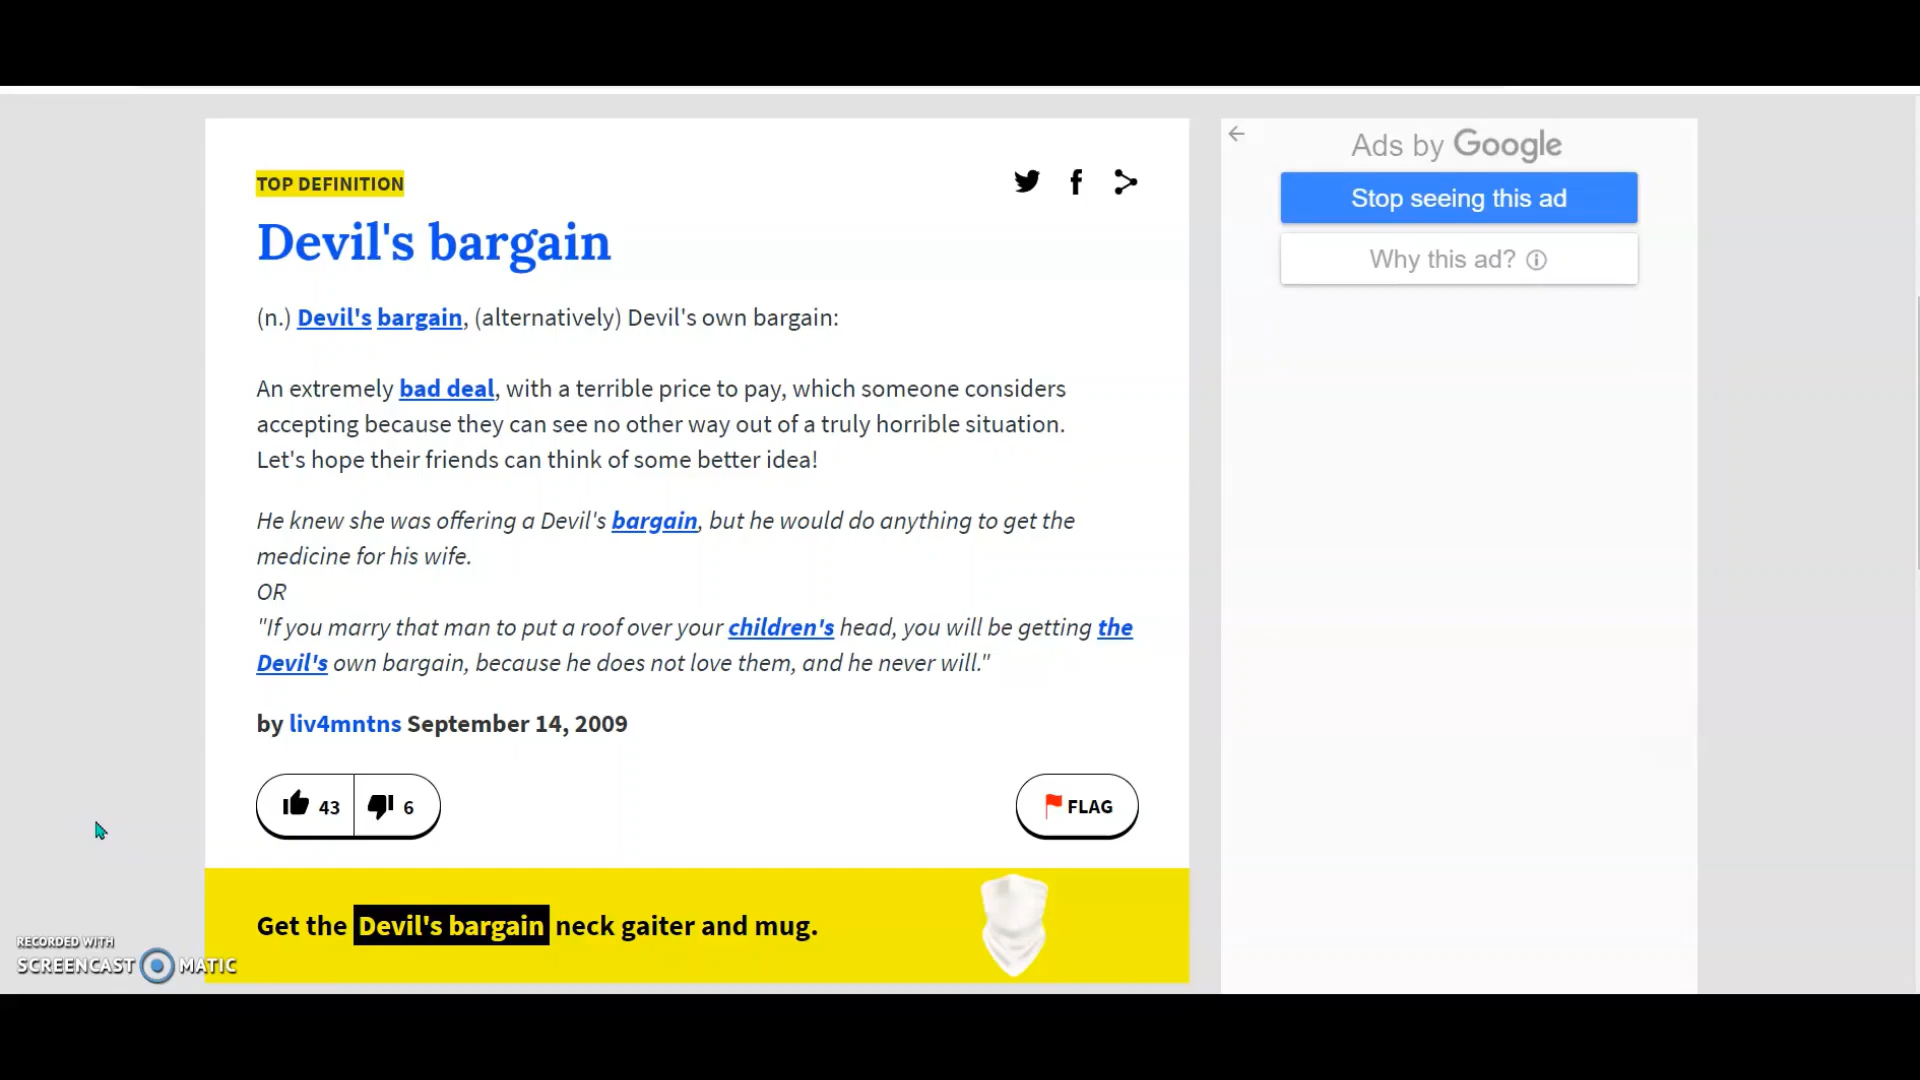 TOP DEFINITION
Devil's bargain
(n.) Devil's bargain, (alternatively) Devil's own bargain:
An extremely bad deal, with a terrible price to pay, which someone considers
accepting because they can see no other way out of a truly horrible situation.
Let's hope their friends can think of some better idea!
He knew she was offering a Devil's bargain, but he would do anything to get the
medicine for his wife.
OR
"If you marry that man to put a roof over your children's head, you will be getting the
Devil's own bargain, because he does not love them, and he never will."
by liv4mntns September 14, 2009
43 6
FLAG
Get the Devil's bargain neck gaiter and mug.
Ads by Google
Stop seeing this ad
Why this ad?
RECORDED WITH
SCREENCAST MATIC